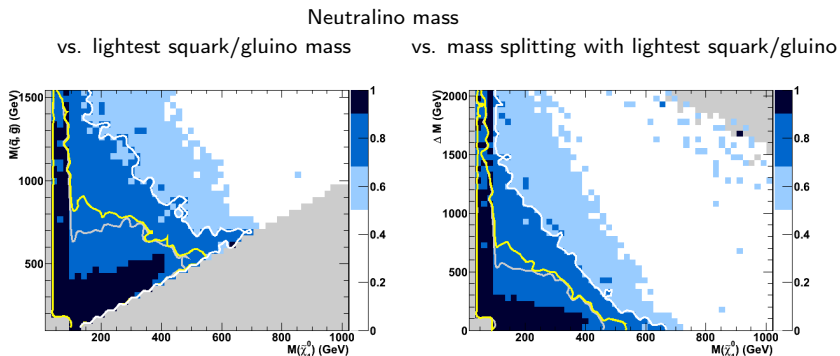 Neutralino mass
vs. lightest squark/gluino mass
vs. mass splitting with lightest squark/gluino
M(q̃, g̃) (GeV)
1500
1000
500
200 400 600 800 1000
M(χ̃⁰₁) (GeV)
1
0.8
0.6
0.4
0.2
0
Δ M (GeV)
2000
1500
1000
500
0
200 400 600 800 1000
M(χ̃⁰₁) (GeV)
1
0.8
0.6
0.4
0.2
0